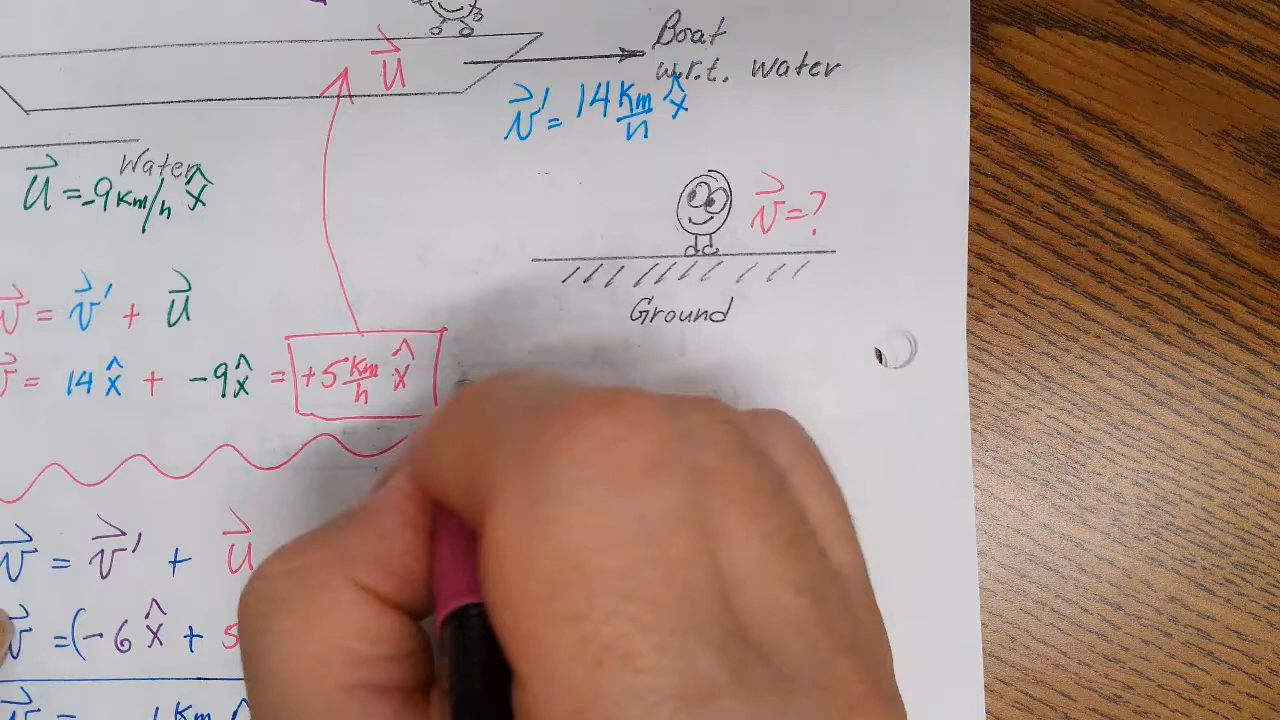 Boat
w.r.t. water
u⃗
v⃗' = 14 km/h x̂
Water
u⃗ = -9 km/h x̂
v⃗ = ?
v⃗ = v⃗' + u⃗
Ground
v⃗ = 14 x̂ + -9 x̂ = +5 km/h x̂
v⃗ = v⃗' + u⃗
v⃗ = (-6 x̂ + 5